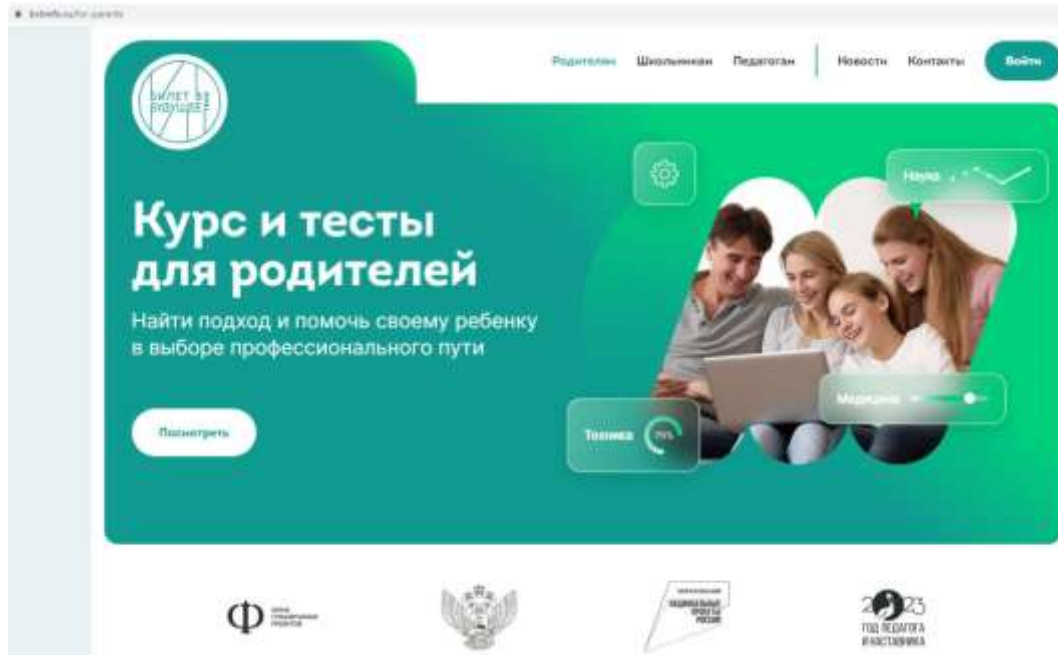 Родителям Школьникам Педагогам Новости Контакты Войти
БИЛЕТ В
БУДУЩЕЕ
Наука
Курс и тесты
для родителей
Найти подход и помочь своему ребенку
в выборе профессионального пути
Медицина
Посмотреть
Техника 75%
Ф
НАЦИОНАЛЬНЫЕ
ПРОЕКТЫ
РОССИИ
2023
ГОД ПЕДАГОГА
И НАСТАВНИКА